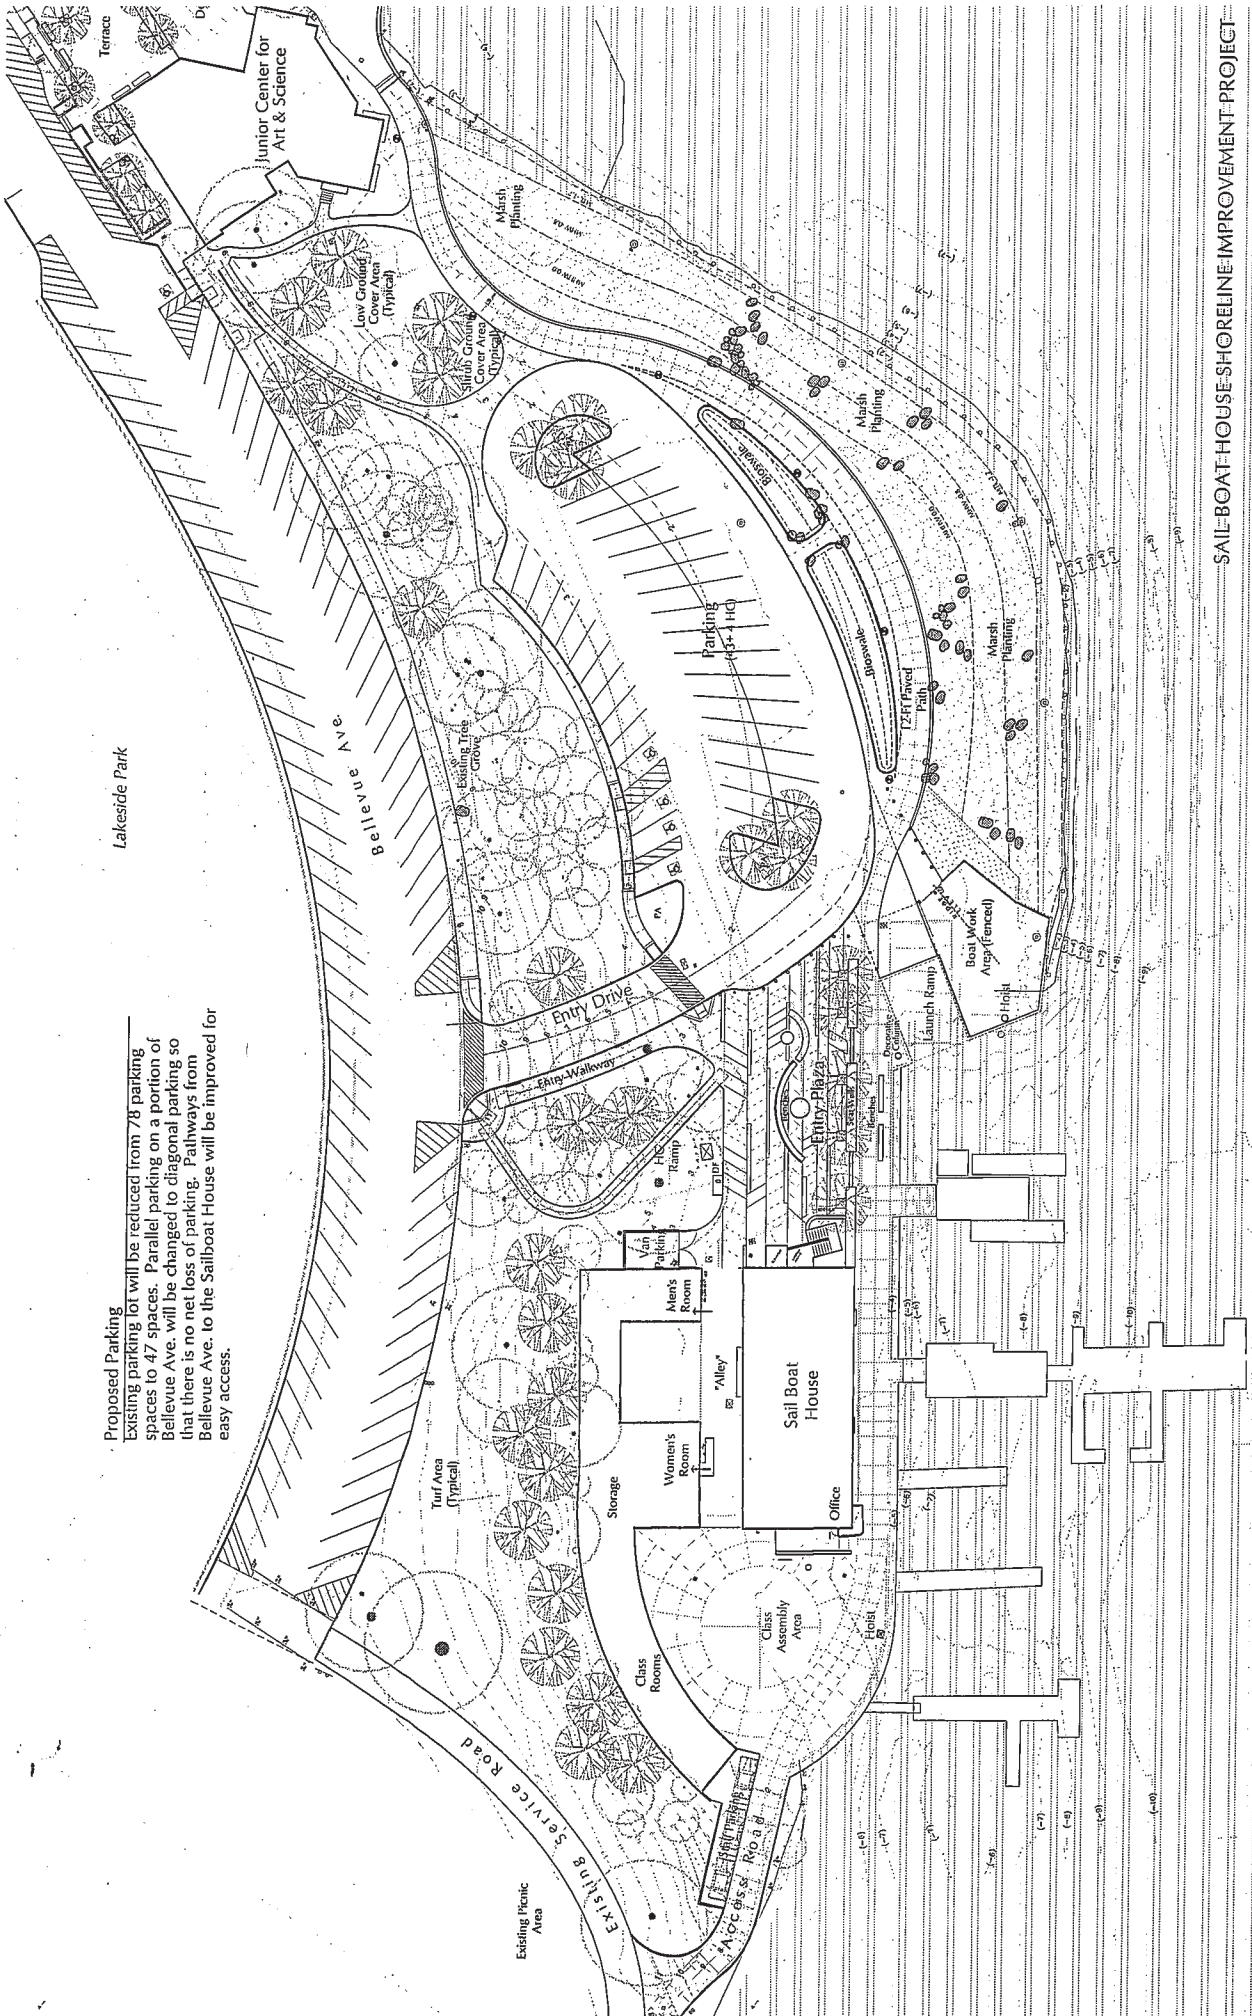 Proposed Parking
Existing parking lot will be reduced from 78 parking
spaces to 47 spaces. Parallel parking on a portion of
Bellevue Ave. will be changed to diagonal parking so
that there is no net loss of parking. Pathways from
Bellevue Ave. to the Sailboat House will be improved for
easy access.
Lakeside Park
Terrace
Junior Center for
Art & Science
Bellevue Ave.
Low Ground
Cover Area
(Typical)
Shrub Ground
Cover Area
(Typical)
Marsh
Planting
Existing Tree
Grove
Parking
(43+ 4 HC)
Bioswale
Marsh
Planting
Bioswale
12-Ft Paved
Path
Marsh
Planting
Entry Drive
Entry Walkway
HC
Ramp
DF
Entry Plaza
Benches
Launch Ramp
Boat Work
Area (Fenced)
Hoist
Turf Area
(Typical)
Van
Parking
Men's
Room
"Alley"
Women's
Room
Storage
Sail Boat
House
Office
Class
Rooms
Class
Assembly
Area
Hoist
Existing Service Road
Existing Picnic
Area
Access Road
(-7)
(-8)
(-9)
(-10)
SAIL BOAT HOUSE SHORELINE IMPROVEMENT PROJECT